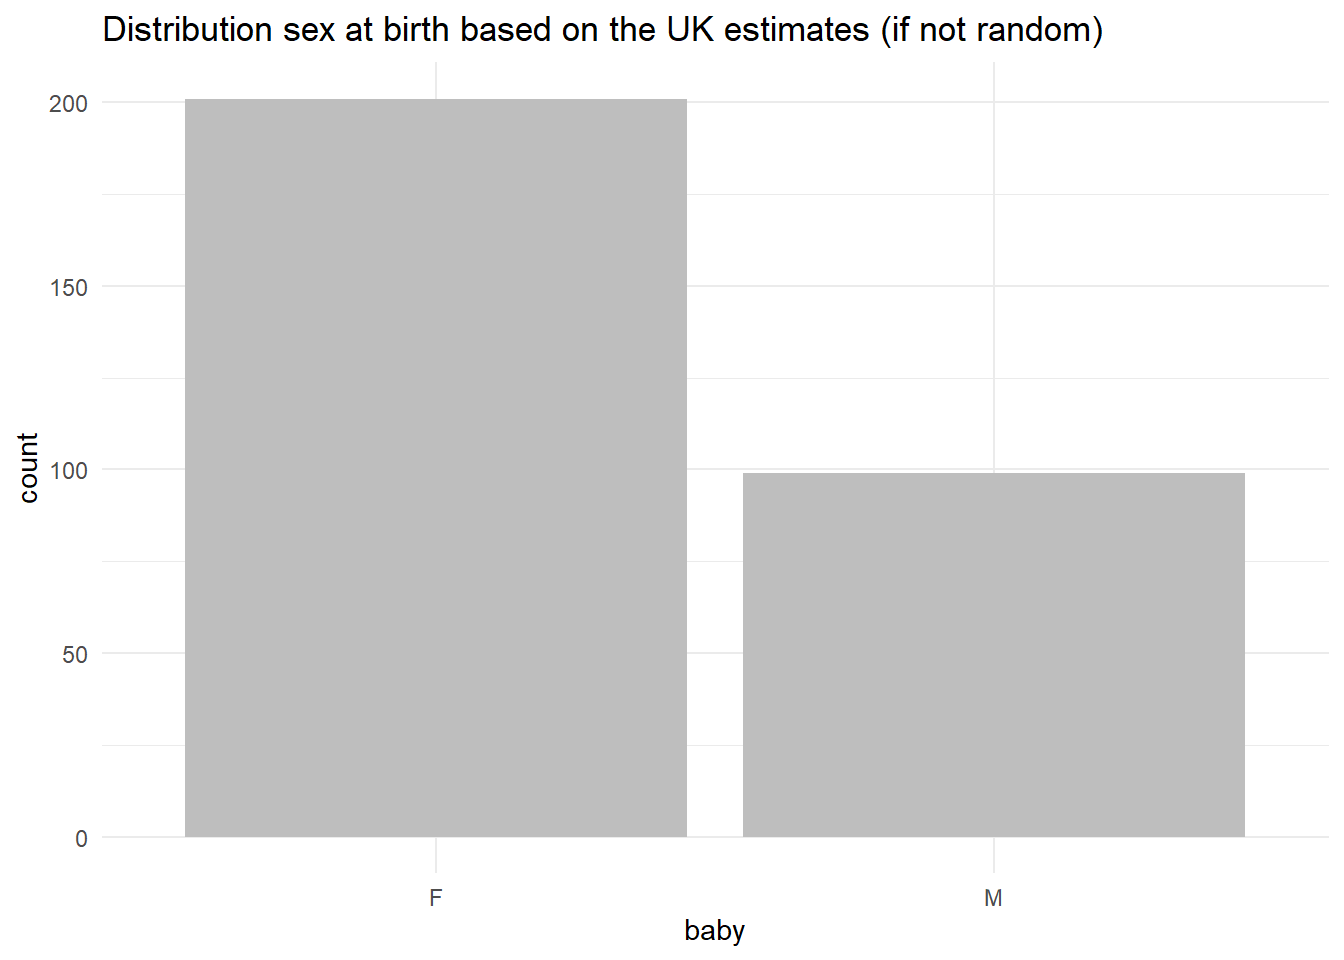 Distribution sex at birth based on the UK estimates (if not random)
200
150
100
50
0
count
F
M
baby